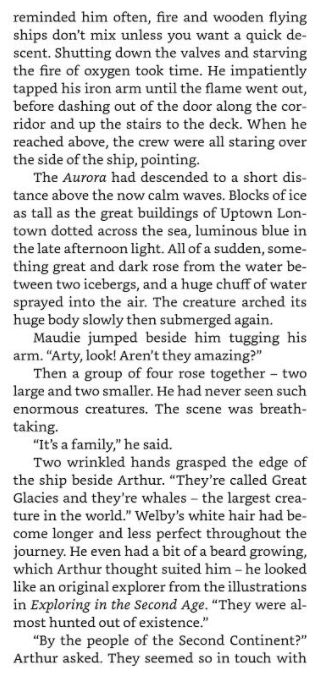 reminded him often, fire and wooden flying
ships don’t mix unless you want a quick de-
scent. Shutting down the valves and starving
the fire of oxygen took time. He impatiently
tapped his iron arm until the flame went out,
before dashing out of the door along the cor-
ridor and up the stairs to the deck. When he
reached above, the crew were all staring over
the side of the ship, pointing.
The Aurora had descended to a short dis-
tance above the now calm waves. Blocks of ice
as tall as the great buildings of Uptown Lon-
town dotted across the sea, luminous blue in
the late afternoon light. All of a sudden, some-
thing great and dark rose from the water be-
tween two icebergs, and a huge chuff of water
sprayed into the air. The creature arched its
huge body slowly then submerged again.
Maudie jumped beside him tugging his
arm. “Arty, look! Aren’t they amazing?”
Then a group of four rose together – two
large and two smaller. He had never seen such
enormous creatures. The scene was breath-
taking.
“It’s a family,” he said.
Two wrinkled hands grasped the edge of
the ship beside Arthur. “They’re called Great
Glacies and they’re whales – the largest crea-
ture in the world.” Welby’s white hair had be-
come longer and less perfect throughout the
journey. He even had a bit of a beard growing,
which Arthur thought suited him – he looked
like an original explorer from the illustrations
in Exploring in the Second Age. “They were al-
most hunted out of existence.”
“By the people of the Second Continent?”
Arthur asked. They seemed so in touch with